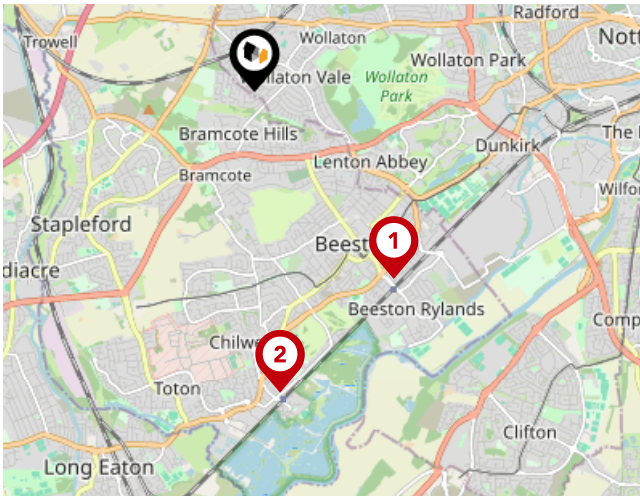 Radford
Trowell
Wollaton
Nott
Wollaton Park
llaton Vale
Wollaton
Park
Bramcote Hills
Dunkirk
The
Lenton Abbey
Bramcote
Wilfor
Stapleford
Beest
1
diacre
Beeston Rylands
Comp
Chilwe
2
Toton
Clifton
Long Eaton